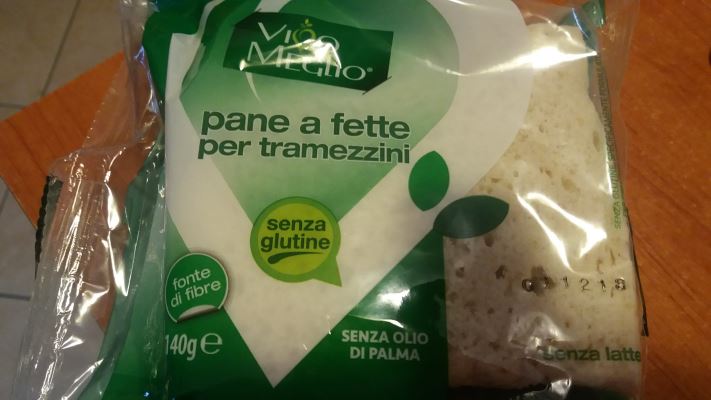 VIVO
MEGLIO®
pane a fette
per tramezzini
senza
glutine
fonte
di fibre
140g e
SENZA OLIO
DI PALMA
senza latte